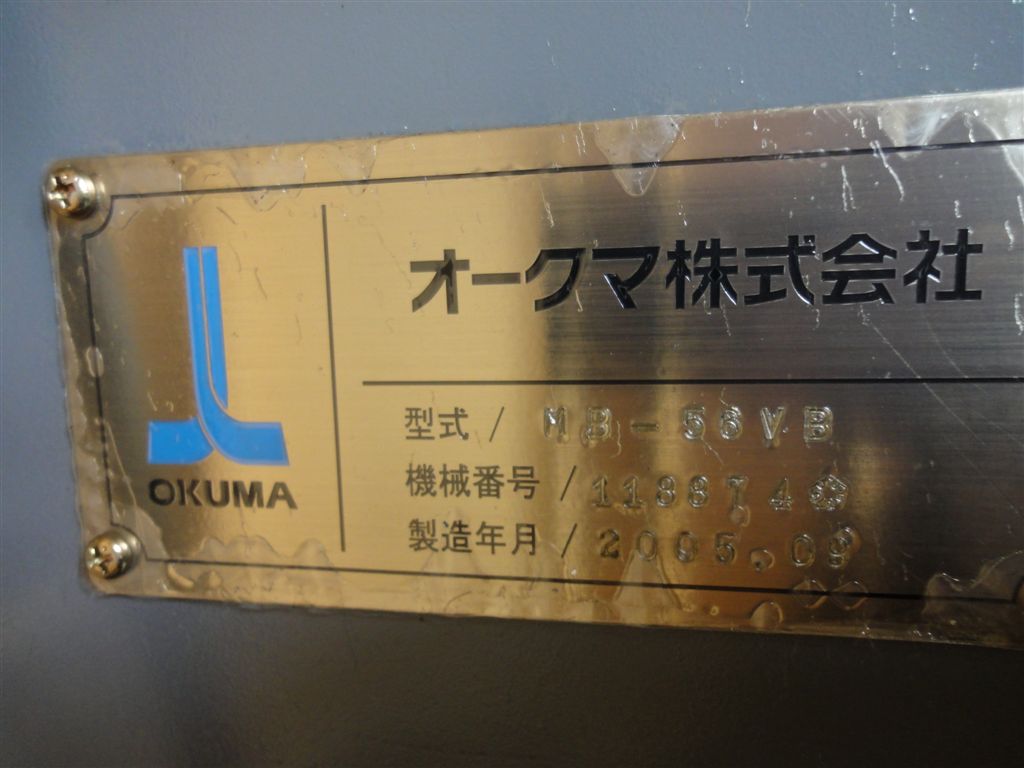 オークマ株式会社
OKUMA
型式 / MB-56VB
機械番号 / 113874
製造年月 / 2005.09